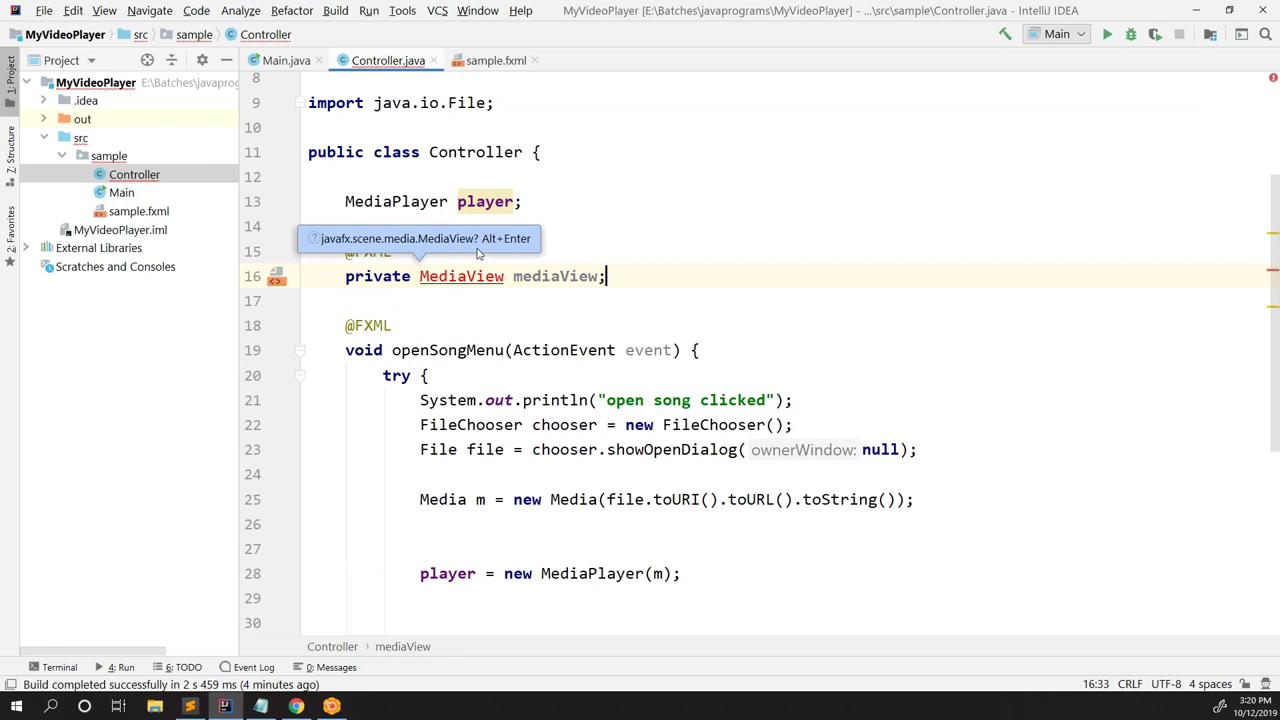 File Edit View Navigate Code Analyze Refactor Build Run Tools VCS Window Help MyVideoPlayer [E:\Batches\javaprograms\MyVideoPlayer] - ...\src\sample\Controller.java - IntelliJ IDEA
MyVideoPlayer src sample Controller Main
Project Main.java Controller.java sample.fxml
MyVideoPlayer E:\Batches\javaprog
.idea
out
src
sample
Controller
Main
sample.fxml
MyVideoPlayer.iml
External Libraries
Scratches and Consoles
1: Project
Z: Structure
2: Favorites
8
9 import java.io.File;
10
11 public class Controller {
12
13 MediaPlayer player;
14
? javafx.scene.media.MediaView? Alt+Enter
15 @FXML
16 private MediaView mediaView;
17
18 @FXML
19 void openSongMenu(ActionEvent event) {
20 try {
21 System.out.println("open song clicked");
22 FileChooser chooser = new FileChooser();
23 File file = chooser.showOpenDialog( ownerWindow: null);
24
25 Media m = new Media(file.toURI().toURL().toString());
26
27
28 player = new MediaPlayer(m);
29
30
Controller › mediaView
Terminal 4: Run 6: TODO Event Log 0: Messages
Build completed successfully in 2 s 459 ms (4 minutes ago) 16:33 CRLF UTF-8 4 spaces
3:20 PM
10/12/2019